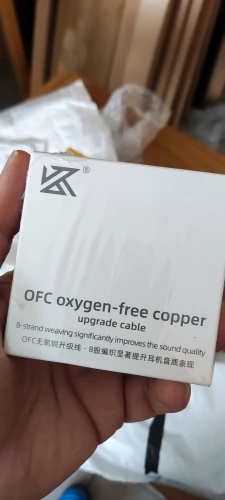 KZ®
OFC oxygen-free copper
upgrade cable
8-strand weaving significantly improves the sound quality
OFC无氧铜升级线·8股编织显著提升耳机音质表现